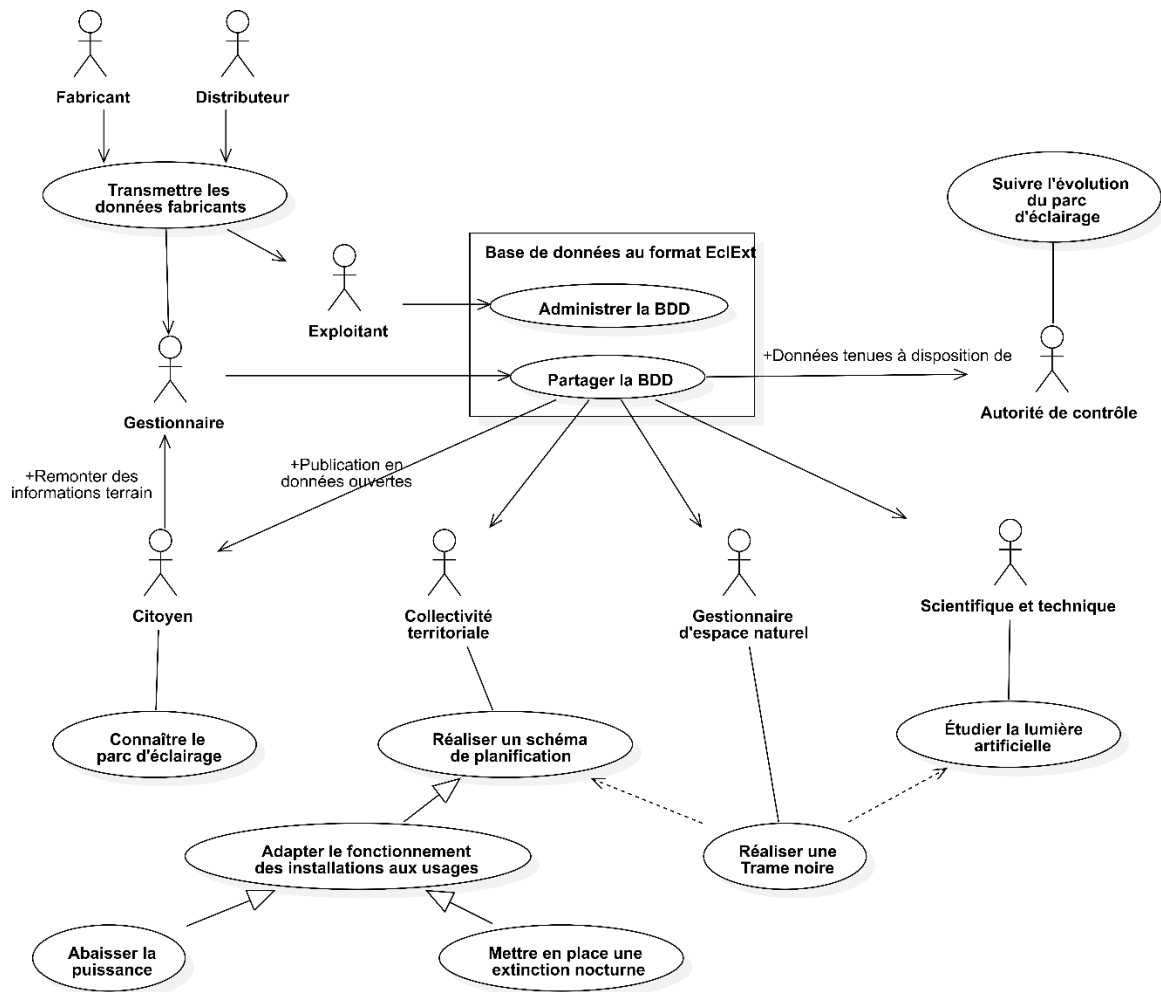 Fabricant
Distributeur
Transmettre les
données fabricants
Suivre l'évolution
du parc
d'éclairage
Base de données au format EclExt
Administrer la BDD
Exploitant
+Données tenues à disposition de
Partager la BDD
Gestionnaire
Autorité de contrôle
+Remonter des
informations terrain
+Publication en
données ouvertes
Citoyen
Collectivité
territoriale
Gestionnaire
d'espace naturel
Scientifique et technique
Connaître le
parc d'éclairage
Réaliser un schéma
de planification
Étudier la lumière
artificielle
Adapter le fonctionnement
des installations aux usages
Réaliser une
Trame noire
Abaisser la
puissance
Mettre en place une
extinction nocturne